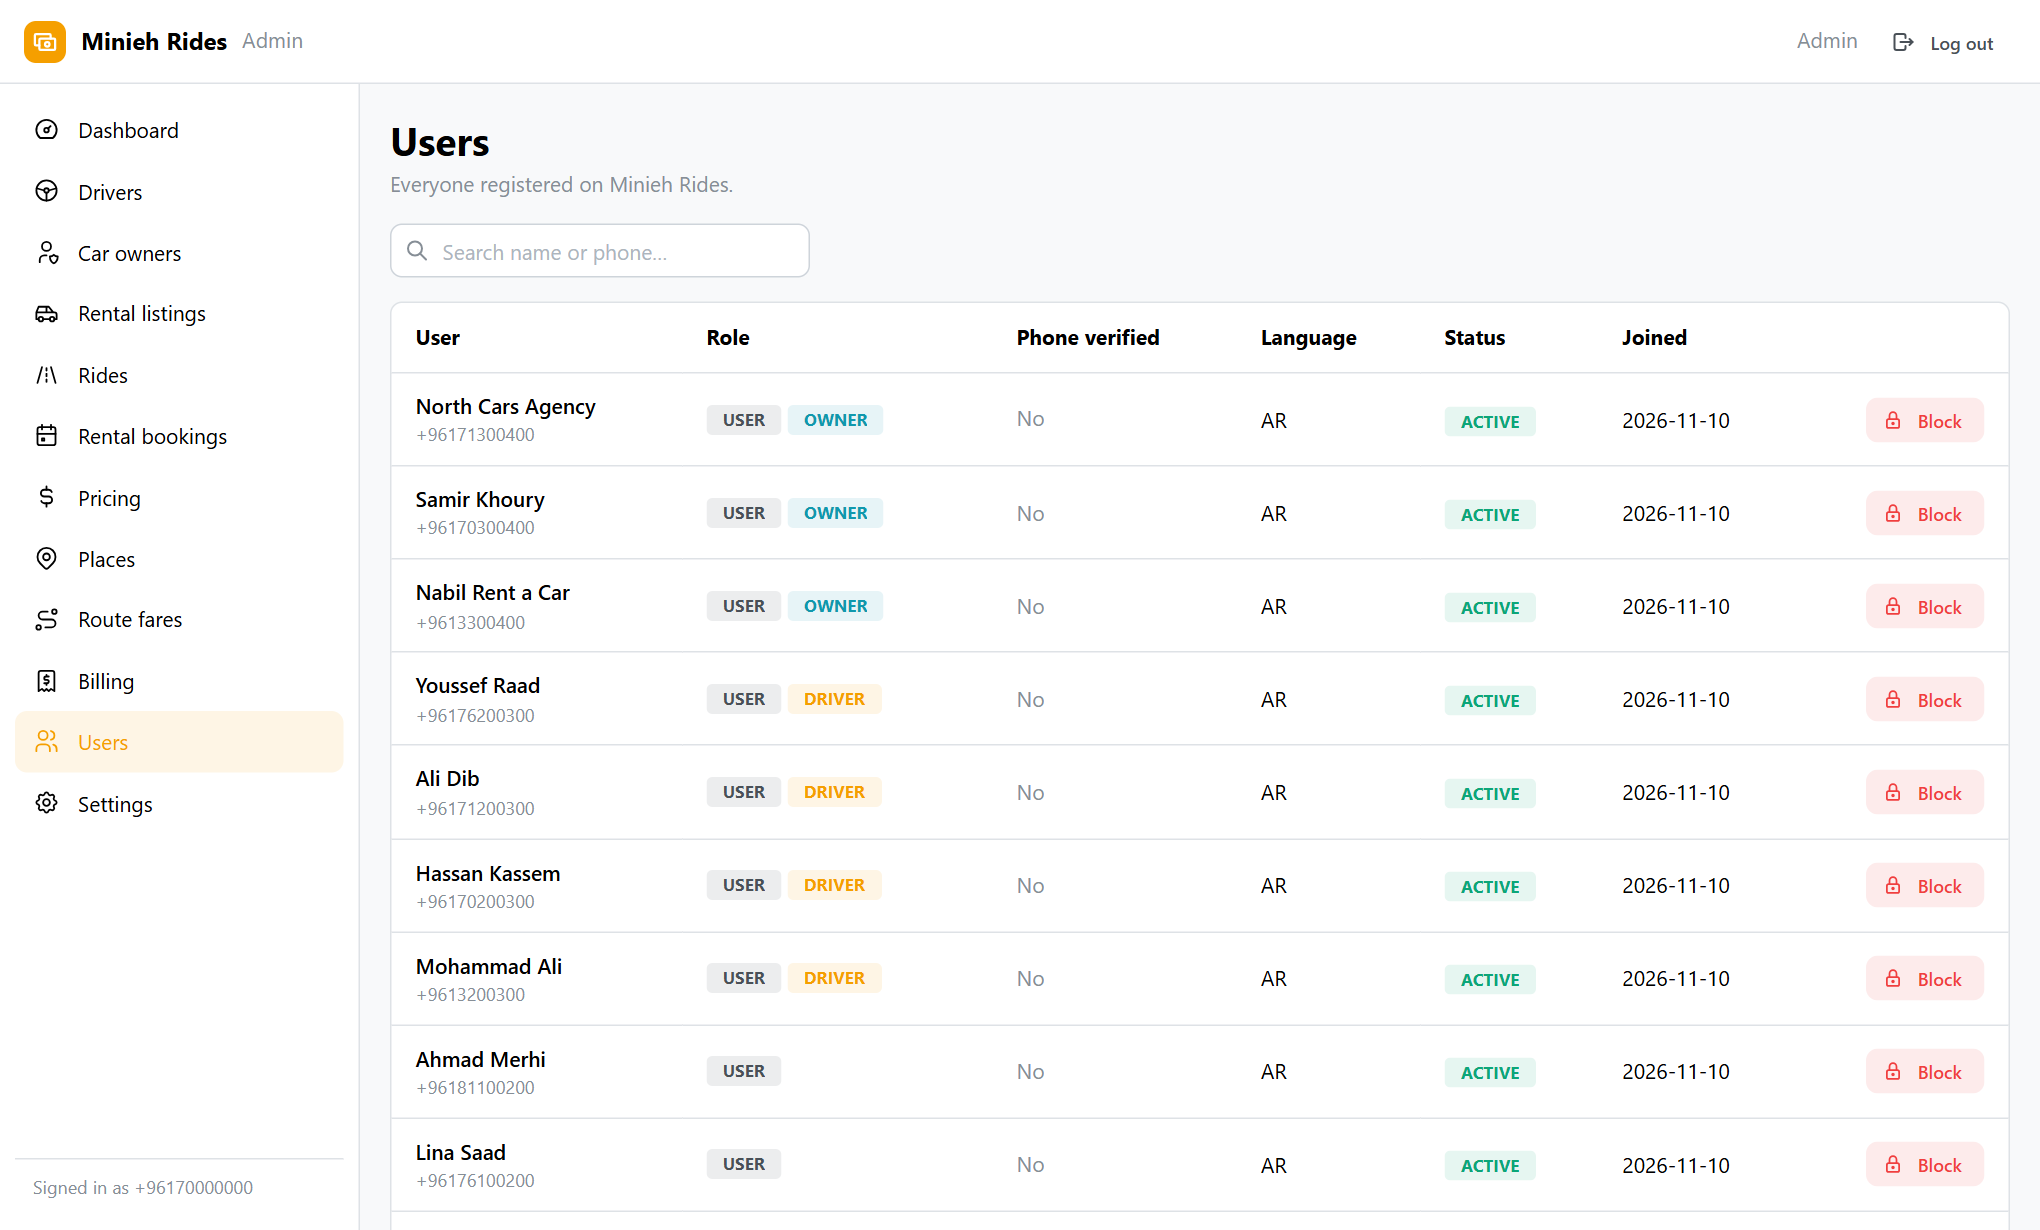 Minieh Rides Admin
Admin Log out
Dashboard
Drivers
Car owners
Rental listings
Rides
Rental bookings
Pricing
Places
Route fares
Billing
Users
Settings
Signed in as +96170000000
Users
Everyone registered on Minieh Rides.
Search name or phone...
User Role Phone verified Language Status Joined
North Cars Agency
+96171300400
USER OWNER No AR ACTIVE 2026-11-10 Block
Samir Khoury
+96170300400
USER OWNER No AR ACTIVE 2026-11-10 Block
Nabil Rent a Car
+9613300400
USER OWNER No AR ACTIVE 2026-11-10 Block
Youssef Raad
+96176200300
USER DRIVER No AR ACTIVE 2026-11-10 Block
Ali Dib
+96171200300
USER DRIVER No AR ACTIVE 2026-11-10 Block
Hassan Kassem
+96170200300
USER DRIVER No AR ACTIVE 2026-11-10 Block
Mohammad Ali
+9613200300
USER DRIVER No AR ACTIVE 2026-11-10 Block
Ahmad Merhi
+96181100200
USER No AR ACTIVE 2026-11-10 Block
Lina Saad
+96176100200
USER No AR ACTIVE 2026-11-10 Block